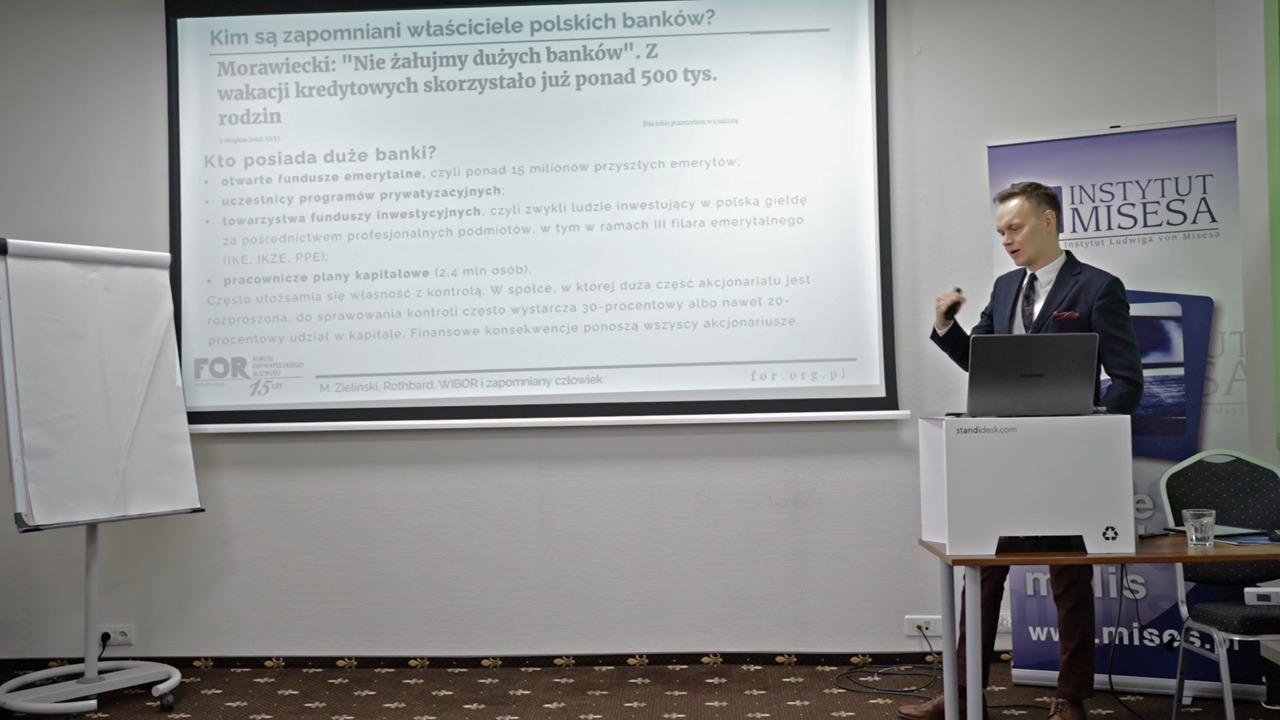 Kim są zapomniani właściciele polskich banków?
Morawiecki: "Nie żałujmy dużych banków". Z
wakacji kredytowych skorzystało już ponad 500 tys.
rodzin
Kto posiada duże banki?
• otwarte fundusze emerytalne, czyli ponad 15 milionów przyszłych emerytów;
• uczestnicy programów prywatyzacyjnych;
• towarzystwa funduszy inwestycyjnych, czyli zwykli ludzie inwestujący w polską giełdę
za pośrednictwem profesjonalnych podmiotów, w tym w ramach III filara emerytalnego
(IKE, IKZE, PPE);
• pracownicze plany kapitałowe (2,4 mln osób).
Często utożsamia się własność z kontrolą. W spółce, w której duża część akcjonariatu jest
rozproszona, do sprawowania kontroli często wystarcza 30-procentowy albo nawet 20-
procentowy udział w kapitale. Finansowe konsekwencje ponoszą wszyscy akcjonariusze.
FOR
FORUM
OBYWATELSKIEGO
ROZWOJU
15 LAT
M. Zieliński, Rothbard, WIBOR i zapomniany człowiek
for.org.pl
INSTYTUT
MISESA
Instytut Ludwiga von Misesa
standidesk.com
www.mises.pl